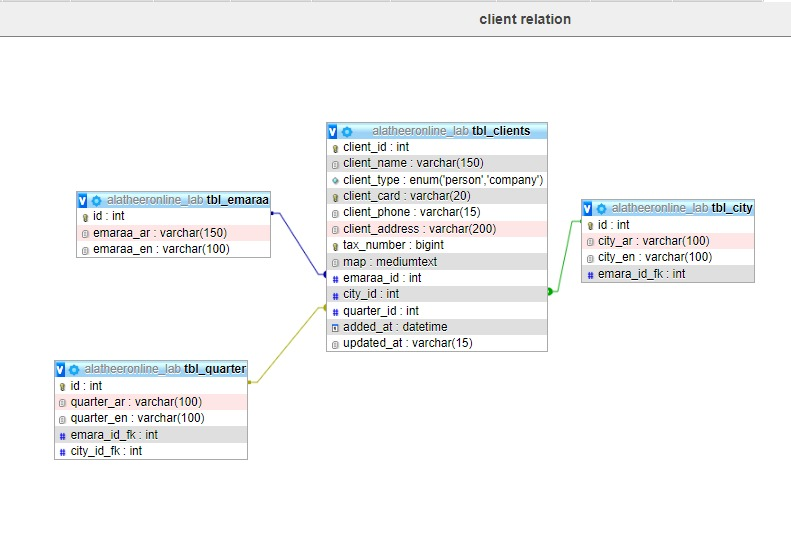 client relation
alatheeronline_lab tbl_clients
client_id : int
client_name : varchar(150)
client_type : enum('person','company')
client_card : varchar(20)
client_phone : varchar(15)
client_address : varchar(200)
tax_number : bigint
map : mediumtext
emaraa_id : int
city_id : int
quarter_id : int
added_at : datetime
updated_at : varchar(15)
alatheeronline_lab tbl_emaraa
id : int
emaraa_ar : varchar(150)
emaraa_en : varchar(100)
alatheeronline_lab tbl_city
id : int
city_ar : varchar(100)
city_en : varchar(100)
emara_id_fk : int
alatheeronline_lab tbl_quarter
id : int
quarter_ar : varchar(100)
quarter_en : varchar(100)
emara_id_fk : int
city_id_fk : int